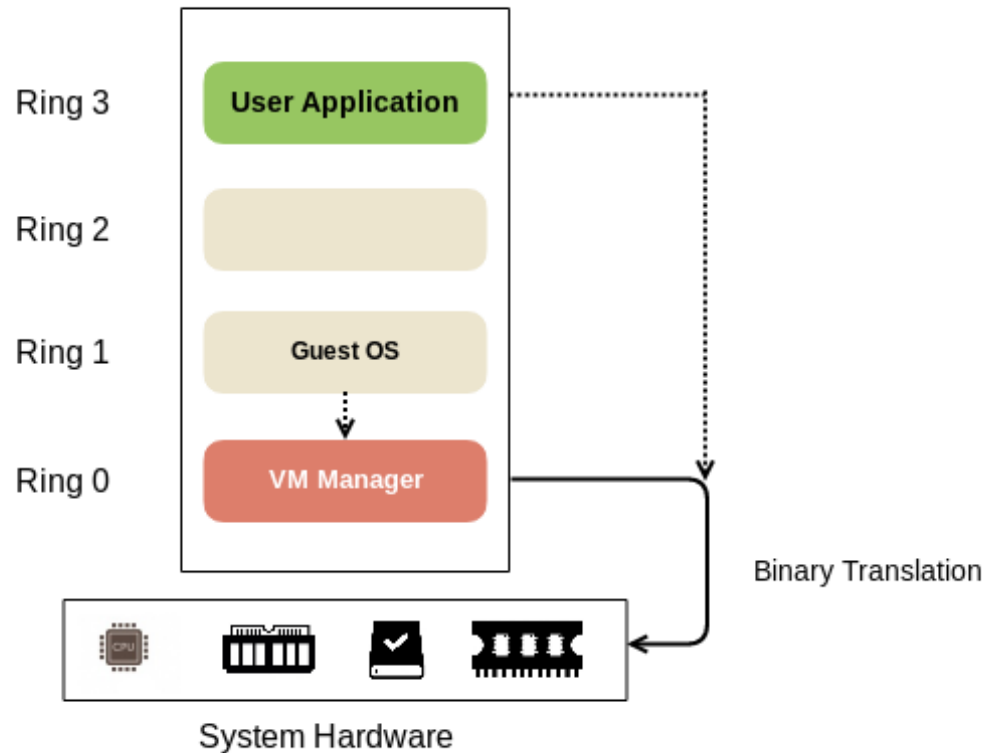 Ring 3
User Application
Ring 2
Ring 1
Guest OS
Ring 0
VM Manager
Binary Translation
CPU
System Hardware